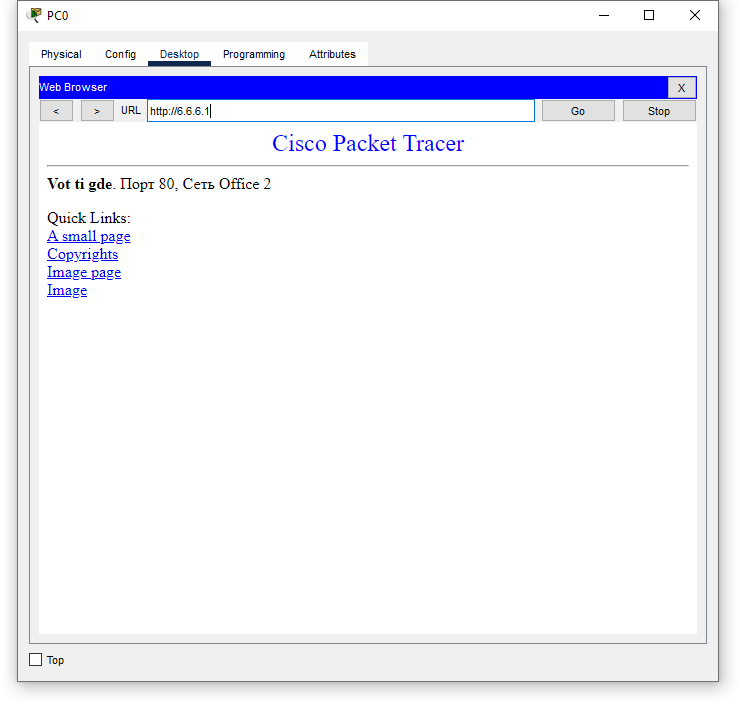 PC0
Physical Config Desktop Programming Attributes
Web Browser X
< > URL http://6.6.6.1 Go Stop
Cisco Packet Tracer
Vot ti gde. Порт 80, Сеть Office 2
Quick Links:
A small page
Copyrights
Image page
Image
Top